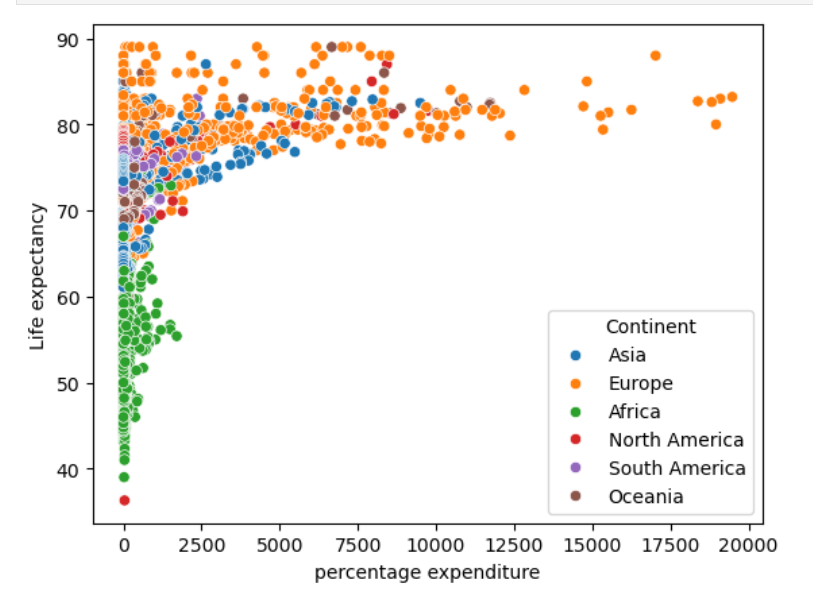 90
80
70
60
50
40
Life expectancy
0 2500 5000 7500 10000 12500 15000 17500 20000
percentage expenditure
Continent
Asia
Europe
Africa
North America
South America
Oceania